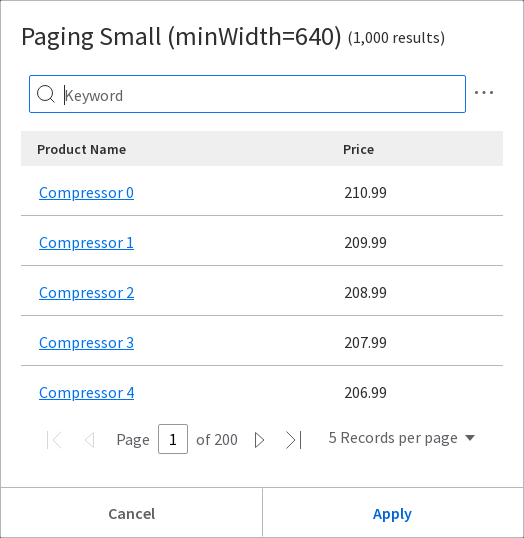 Paging Small (minWidth=640) (1,000 results)
Keyword
Product Name Price
Compressor 0 210.99
Compressor 1 209.99
Compressor 2 208.99
Compressor 3 207.99
Compressor 4 206.99
Page 1 of 200 5 Records per page
Cancel Apply